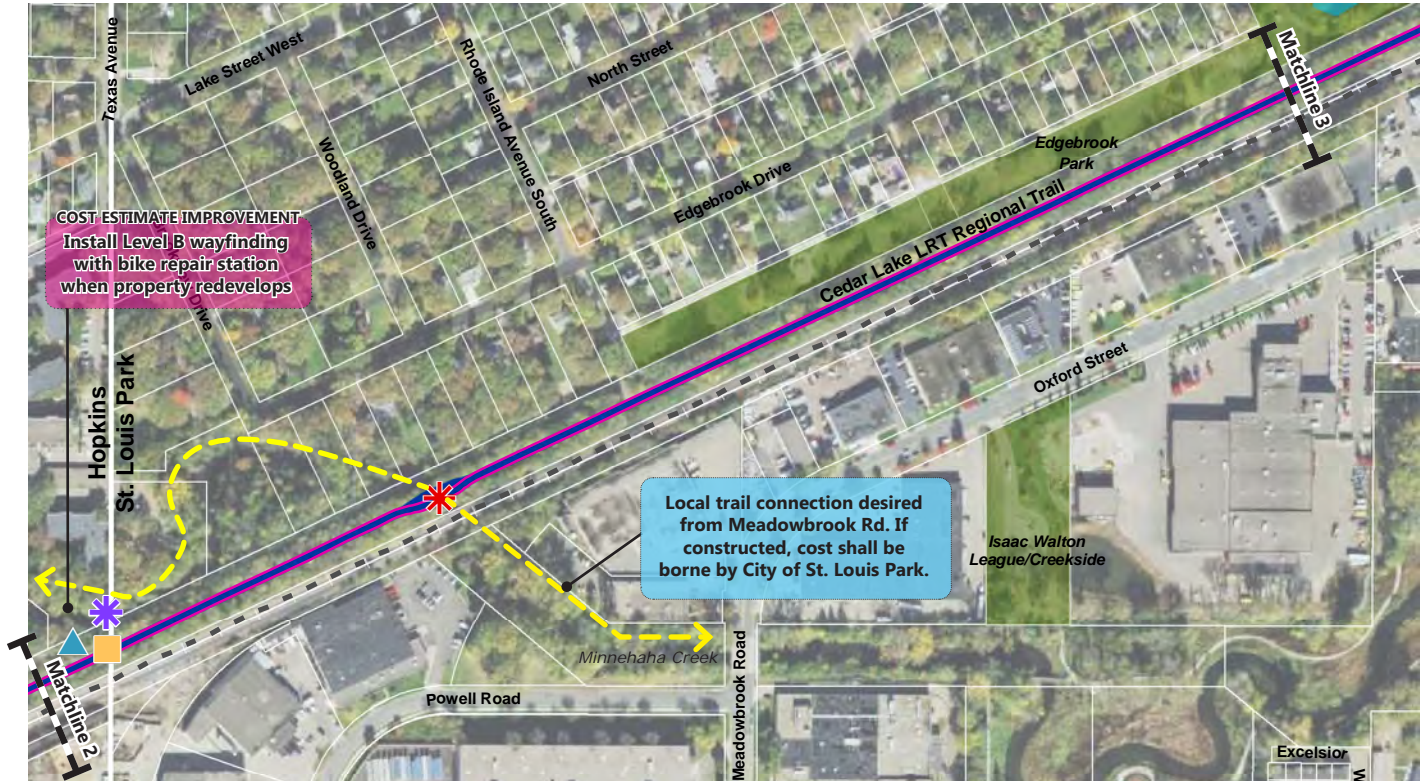 Texas Avenue
Lake Street West
Rhode Island Avenue South
North Street
Matchline 3
Woodland Drive
Edgebrook
Park
Edgebrook Drive
COST ESTIMATE IMPROVEMENT
Install Level B wayfinding
with bike repair station
when property redevelops
Drive
Cedar Lake LRT Regional Trail
Oxford Street
Hopkins
St. Louis Park
Local trail connection desired
from Meadowbrook Rd. If
constructed, cost shall be
borne by City of St. Louis Park.
Isaac Walton
League/Creekside
Minnehaha Creek
Meadowbrook Road
Matchline 2
Powell Road
Excelsior